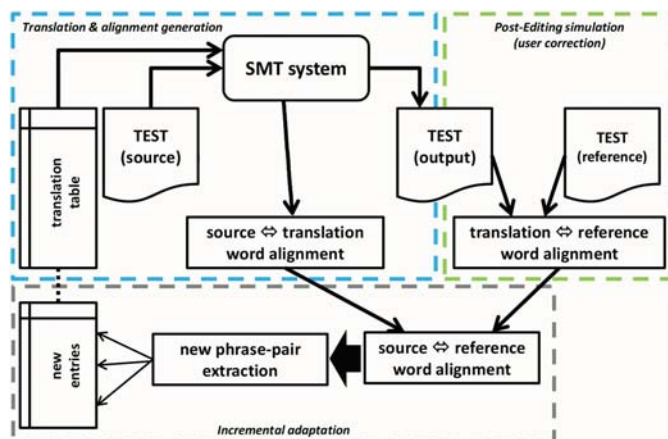 Translation & alignment generation
Post-Editing simulation
(user correction)
SMT system
translation
table
TEST
(source)
TEST
(output)
TEST
(reference)
source ⇔ translation
word alignment
translation ⇔ reference
word alignment
new
entries
new phrase-pair
extraction
source ⇔ reference
word alignment
Incremental adaptation